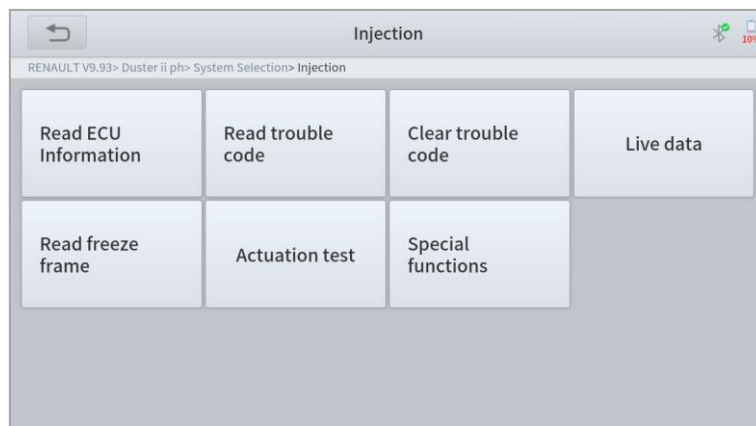 Injection
10%
RENAULT V9.93> Duster ii ph> System Selection> Injection
Read ECU
Information
Read trouble
code
Clear trouble
code
Live data
Read freeze
frame
Actuation test
Special
functions